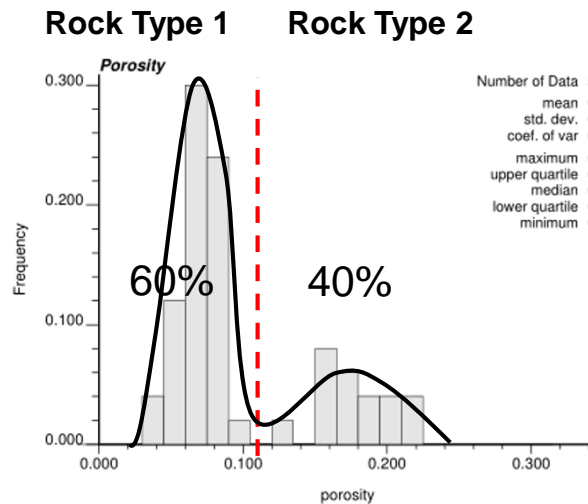 Rock Type 1
Rock Type 2
Porosity
Number of Data
mean
std. dev.
coef. of var
maximum
upper quartile
median
lower quartile
minimum
0.300
0.200
0.100
0.000
Frequency
60%
40%
0.000
0.100
0.200
0.300
porosity